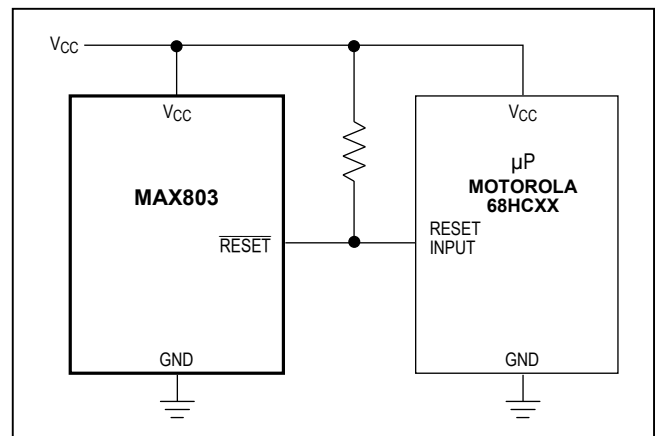 VCC
VCC
MAX803
RESET
GND
VCC
µP
MOTOROLA
68HCXX
RESET
INPUT
GND